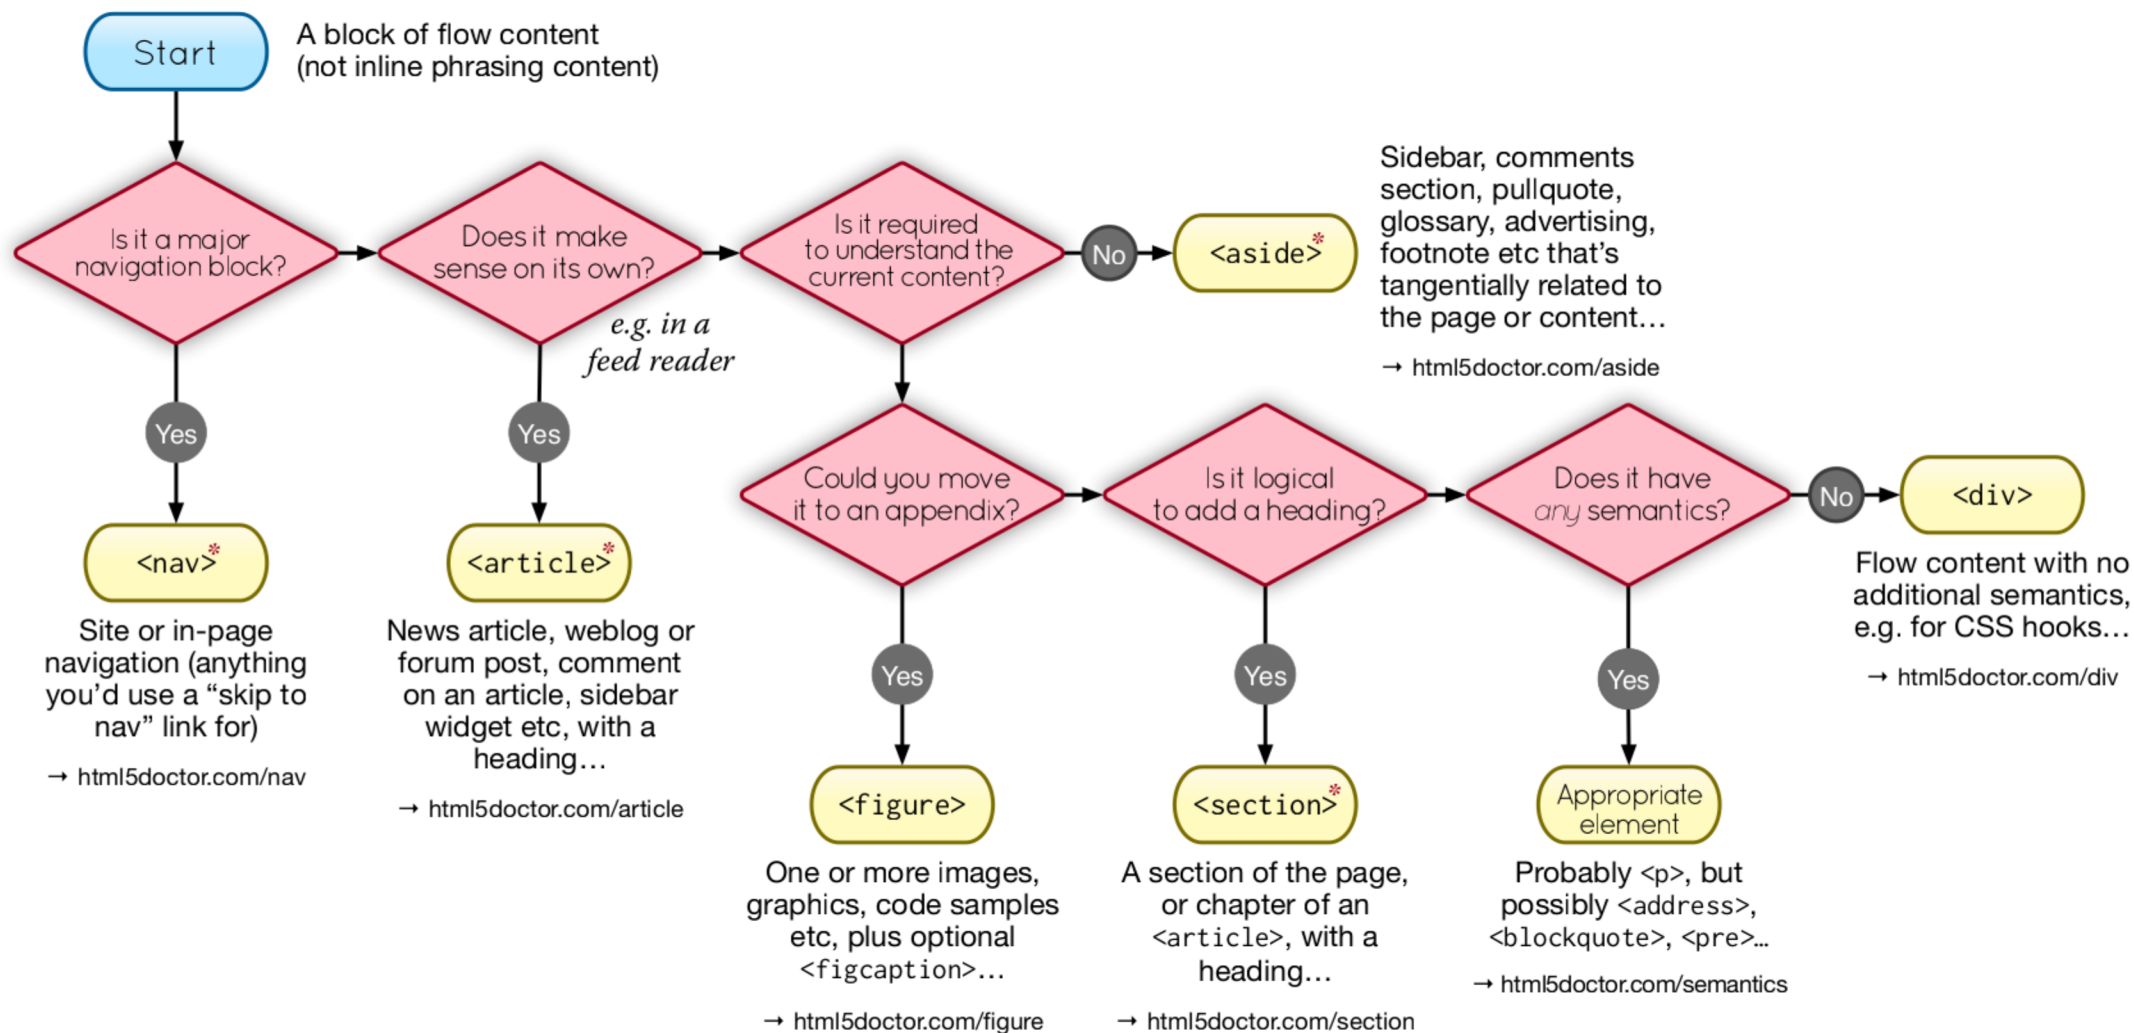 Start
A block of flow content
(not inline phrasing content)
Is it a major
navigation block?
Does it make
sense on its own?
e.g. in a
feed reader
Is it required
to understand the
current content?
No
<aside>*
Sidebar, comments
section, pullquote,
glossary, advertising,
footnote etc that’s
tangentially related to
the page or content…
→ html5doctor.com/aside
Yes
<nav>*
Site or in-page
navigation (anything
you’d use a “skip to
nav” link for)
→ html5doctor.com/nav
Yes
<article>*
News article, weblog or
forum post, comment
on an article, sidebar
widget etc, with a
heading…
→ html5doctor.com/article
Could you move
it to an appendix?
Is it logical
to add a heading?
Does it have
any semantics?
No
<div>
Flow content with no
additional semantics,
e.g. for CSS hooks…
→ html5doctor.com/div
Yes
<figure>
One or more images,
graphics, code samples
etc, plus optional
<figcaption>…
→ html5doctor.com/figure
Yes
<section>*
A section of the page,
or chapter of an
<article>, with a
heading…
→ html5doctor.com/section
Yes
Appropriate
element
Probably <p>, but
possibly <address>,
<blockquote>, <pre>…
→ html5doctor.com/semantics